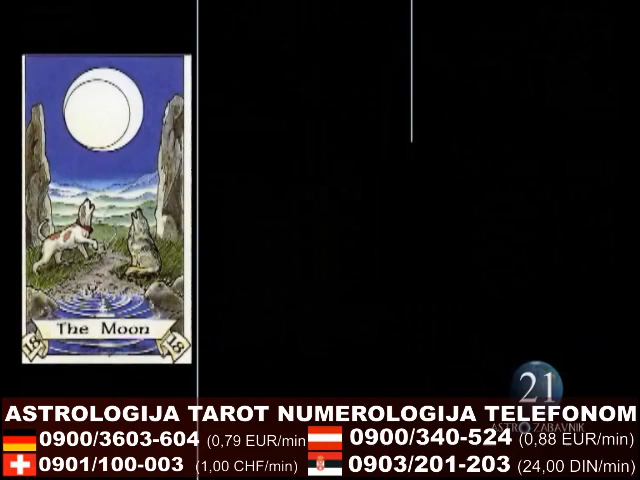 The Moon
18 18
21
ASTRO ZABAVNIK
ASTROLOGIJA TAROT NUMEROLOGIJA TELEFONOM
0900/3603-604 (0,79 EUR/min) 0900/340-524 (0,88 EUR/min)
0901/100-003 (1,00 CHF/min) 0903/201-203 (24,00 DIN/min)